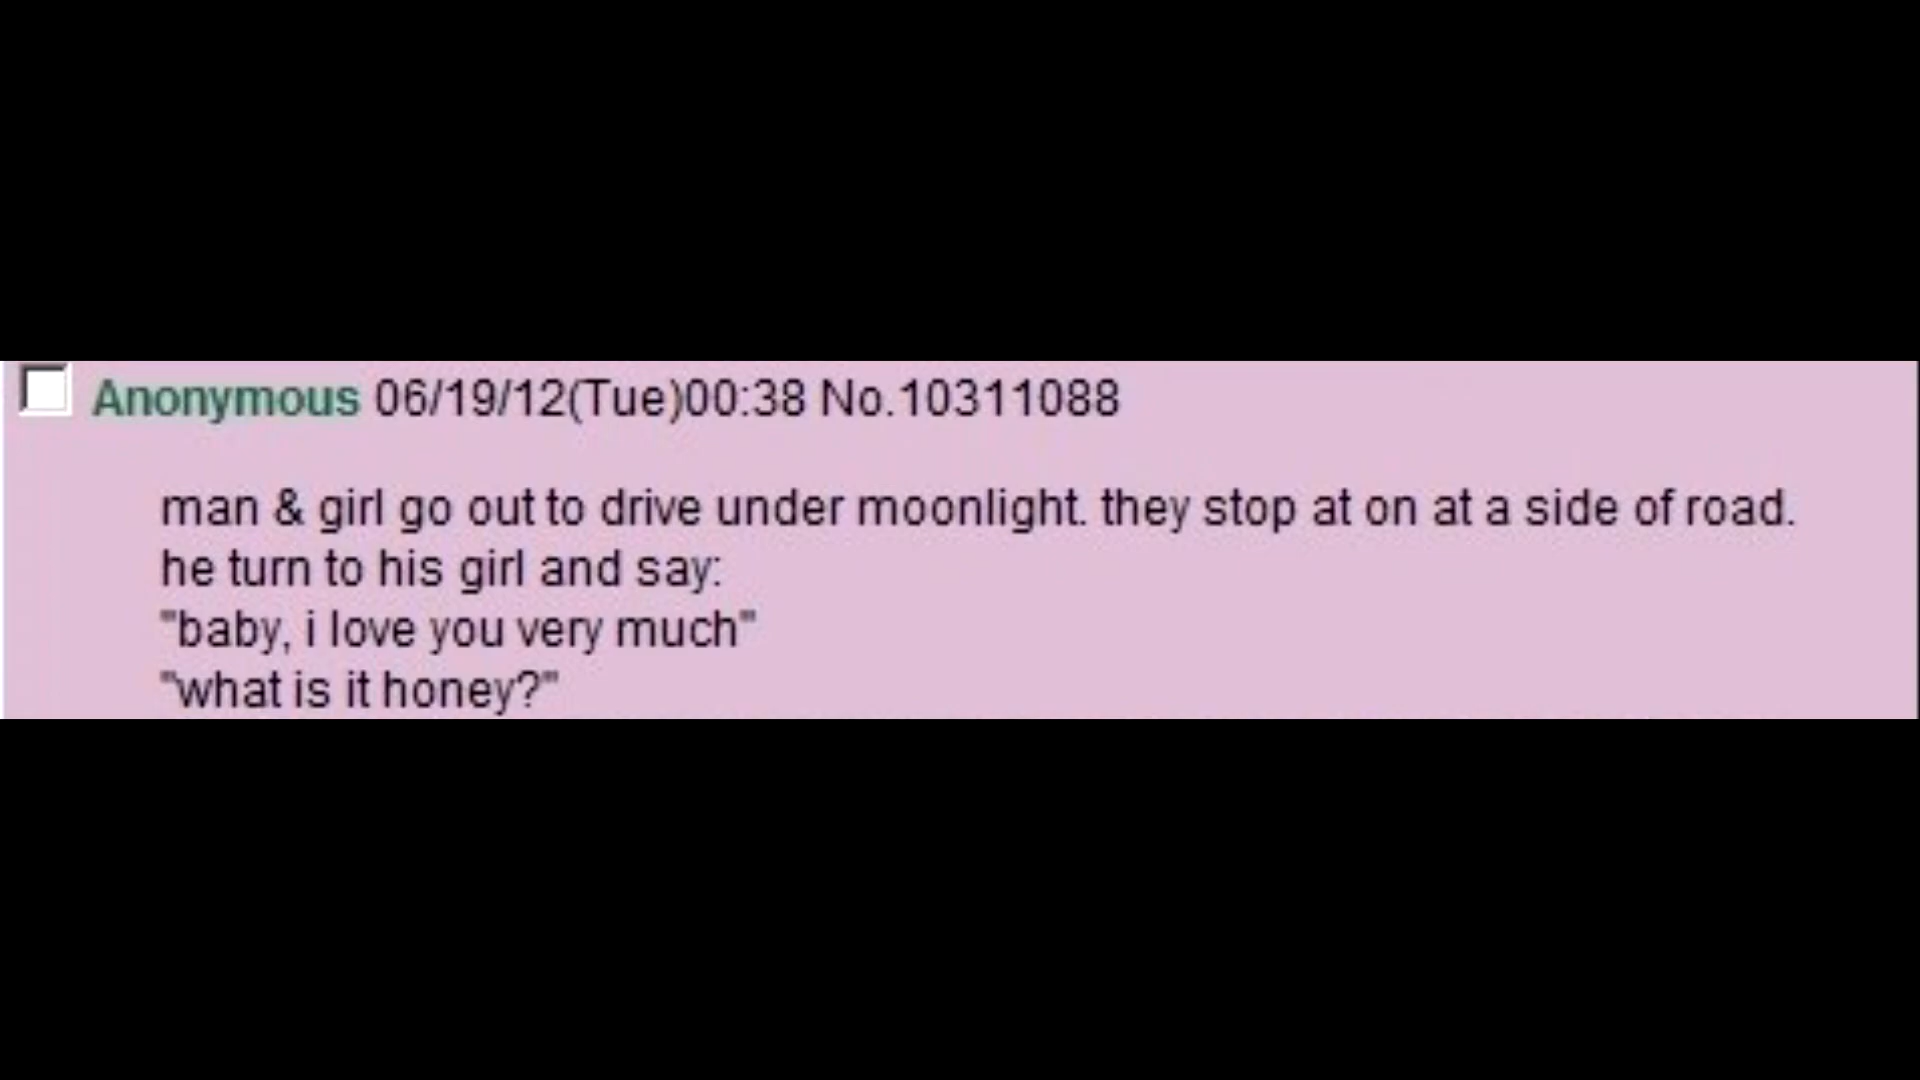 Anonymous 06/19/12(Tue)00:38 No.10311088
man & girl go out to drive under moonlight. they stop at on at a side of road.
he turn to his girl and say:
"baby, i love you very much"
"what is it honey?"